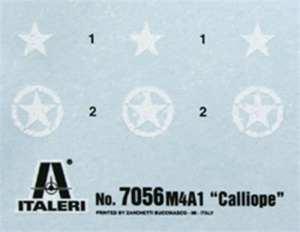 1 1
2 2
ITALERI No. 7056 M4A1 "Calliope"
PRINTED BY ZANCHETTI BUCCINASCO - MI - ITALY